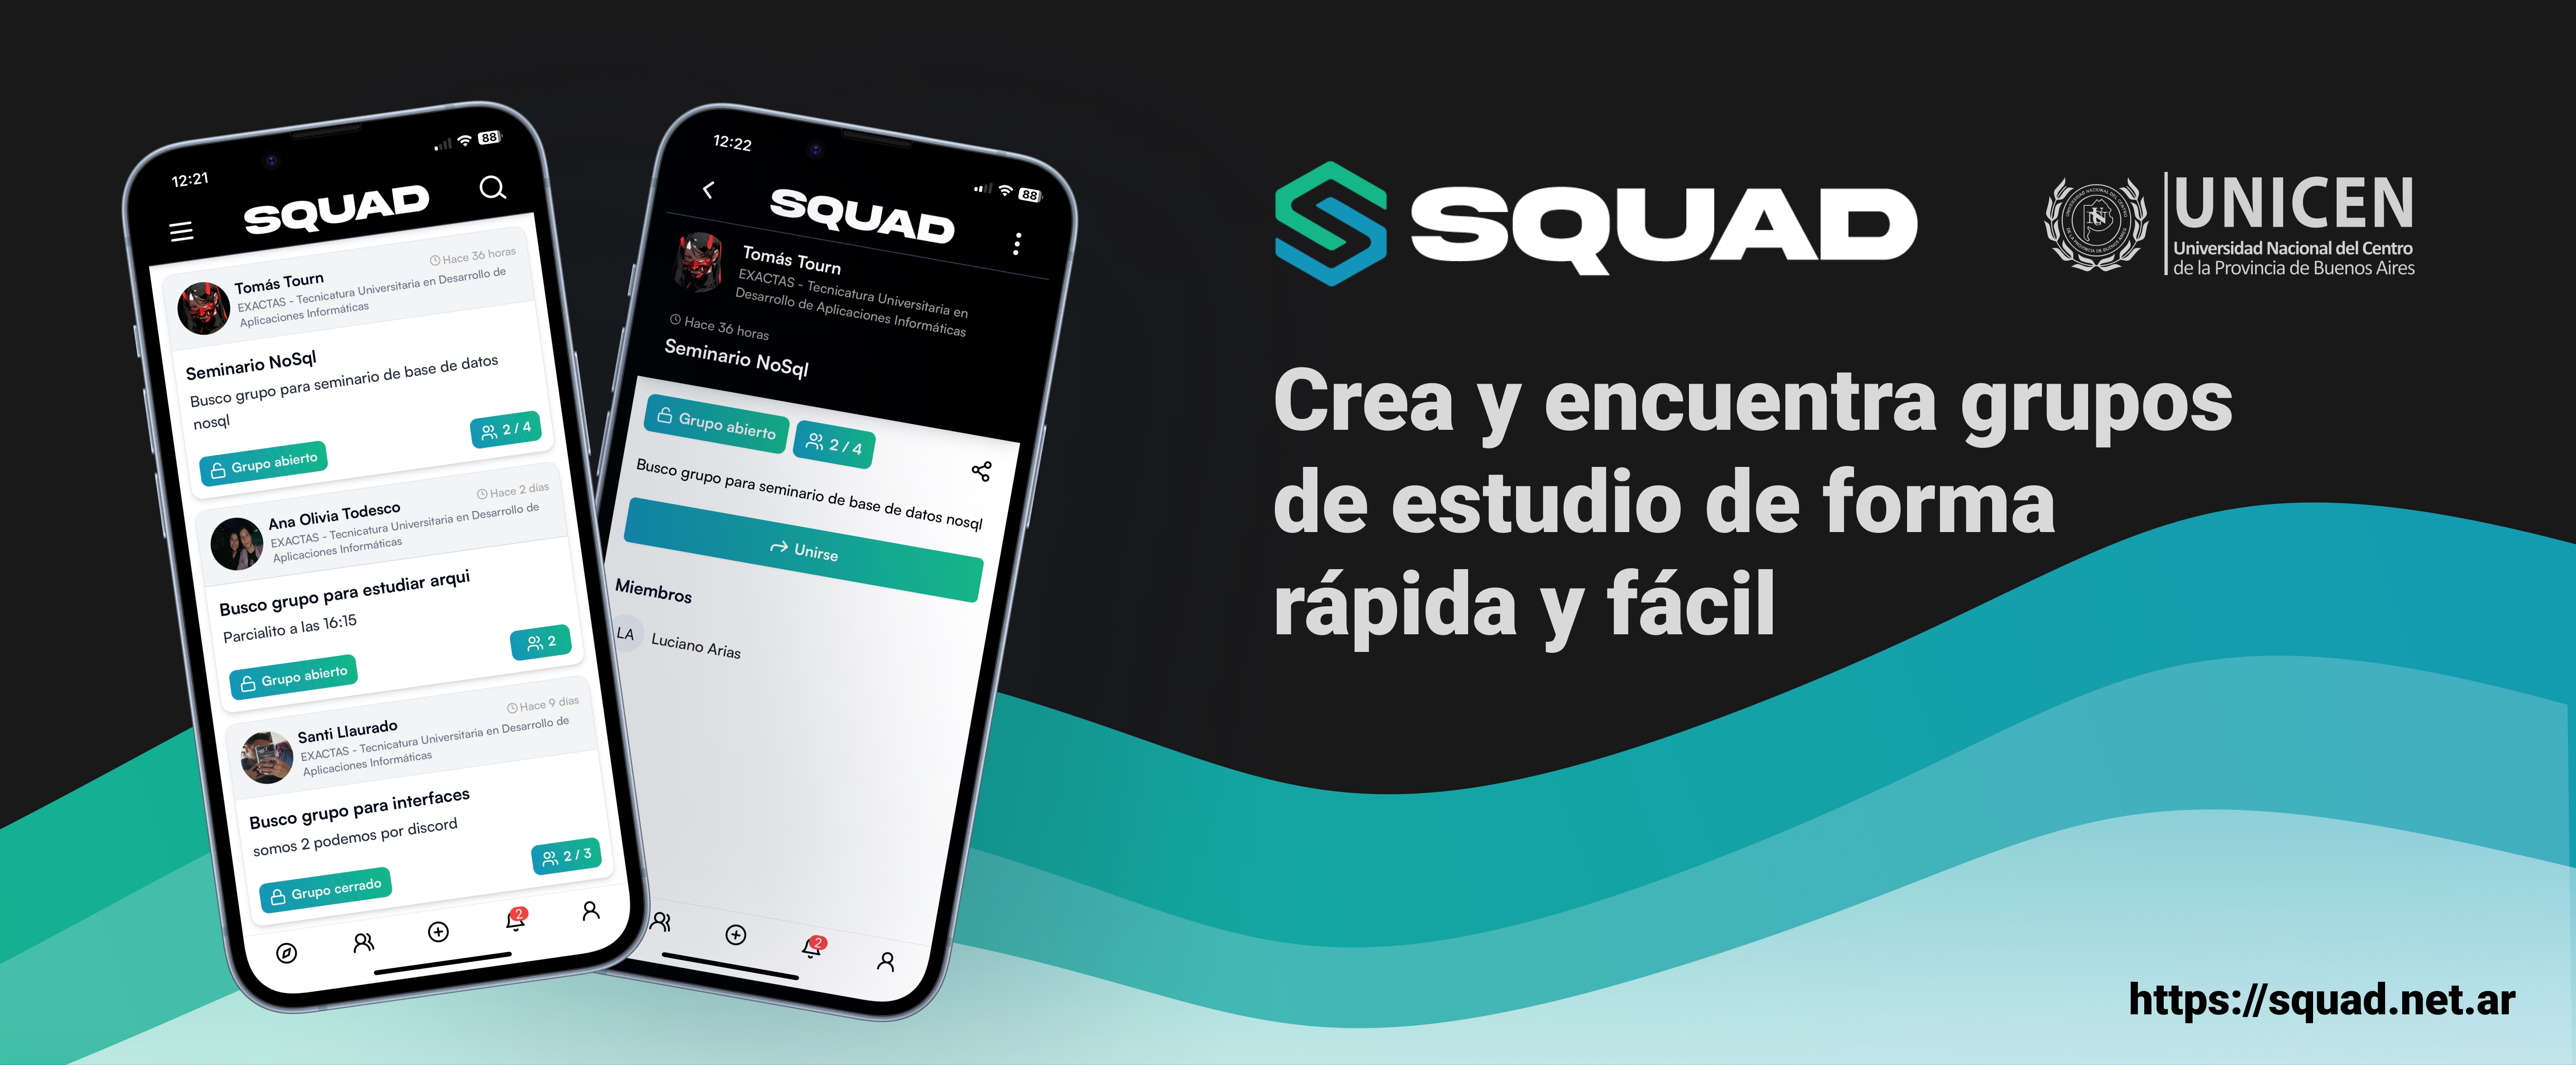 12:21
88
SQUAD
Tomás Tourn
Hace 36 horas
EXACTAS - Tecnicatura Universitaria en Desarrollo de
Aplicaciones Informáticas
Seminario NoSql
Busco grupo para seminario de base de datos
nosql
Grupo abierto
2 / 4
Ana Olivia Todesco
Hace 2 días
EXACTAS - Tecnicatura Universitaria en Desarrollo de
Aplicaciones Informáticas
Busco grupo para estudiar arqui
Parcialito a las 16:15
Grupo abierto
2
Santi Llaurado
Hace 9 días
EXACTAS - Tecnicatura Universitaria en Desarrollo de
Aplicaciones Informáticas
Busco grupo para interfaces
somos 2 podemos por discord
Grupo cerrado
2 / 3
2
12:22
88
SQUAD
Tomás Tourn
EXACTAS - Tecnicatura Universitaria en
Desarrollo de Aplicaciones Informáticas
Hace 36 horas
Seminario NoSql
Grupo abierto
2 / 4
Busco grupo para seminario de base de datos nosql
Unirse
Miembros
LA
Luciano Arias
2
SQUAD
UNICEN
Universidad Nacional del Centro
de la Provincia de Buenos Aires
Crea y encuentra grupos
de estudio de forma
rápida y fácil
https://squad.net.ar